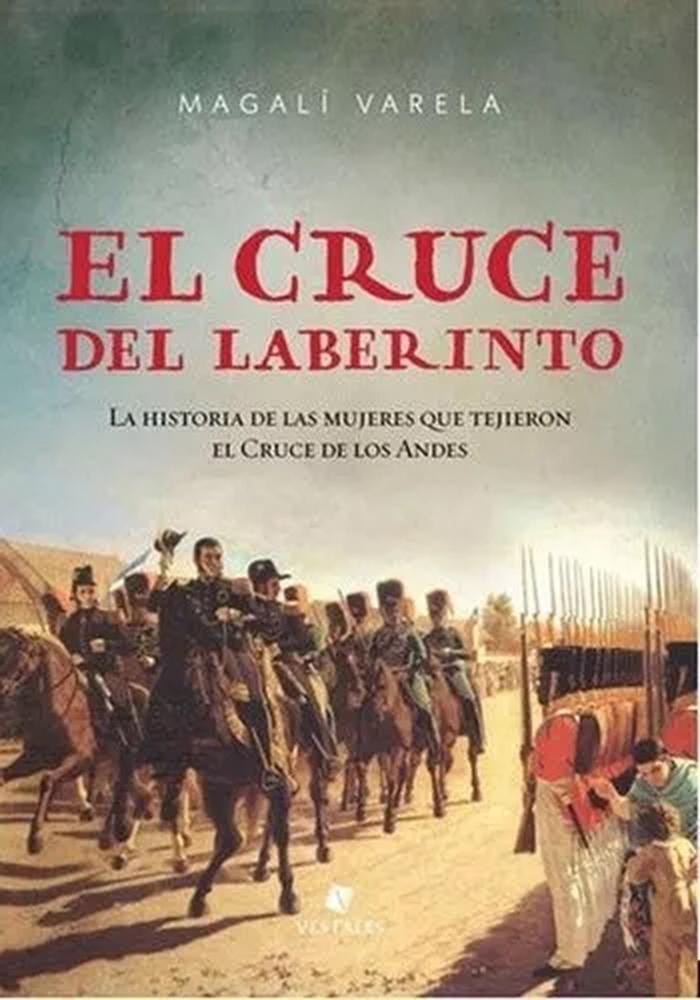 MAGALÍ VARELA
EL CRUCE
DEL LABERINTO
LA HISTORIA DE LAS MUJERES QUE TEJIERON
EL CRUCE DE LOS ANDES
VESTALES